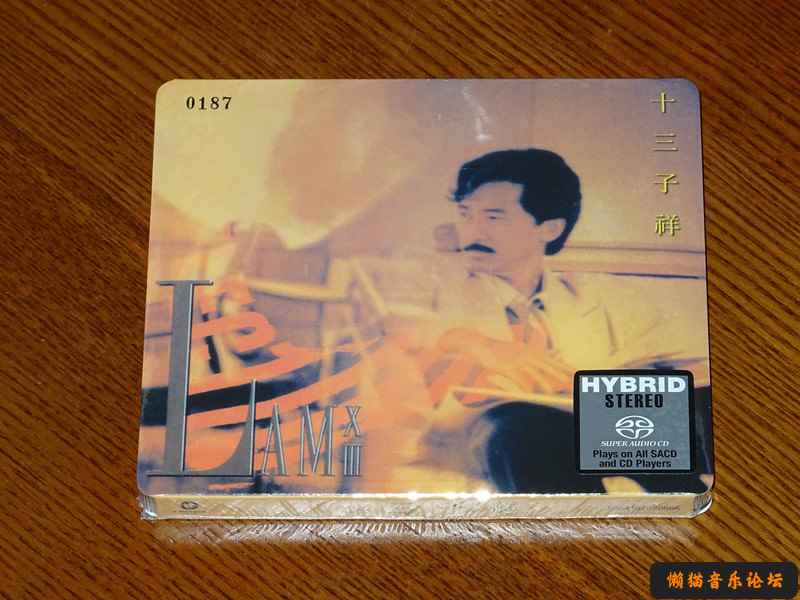 0187
十三子祥
LAM XIII
HYBRID
STEREO
SUPER AUDIO CD
Plays on All SACD
and CD Players
懒猫音乐论坛